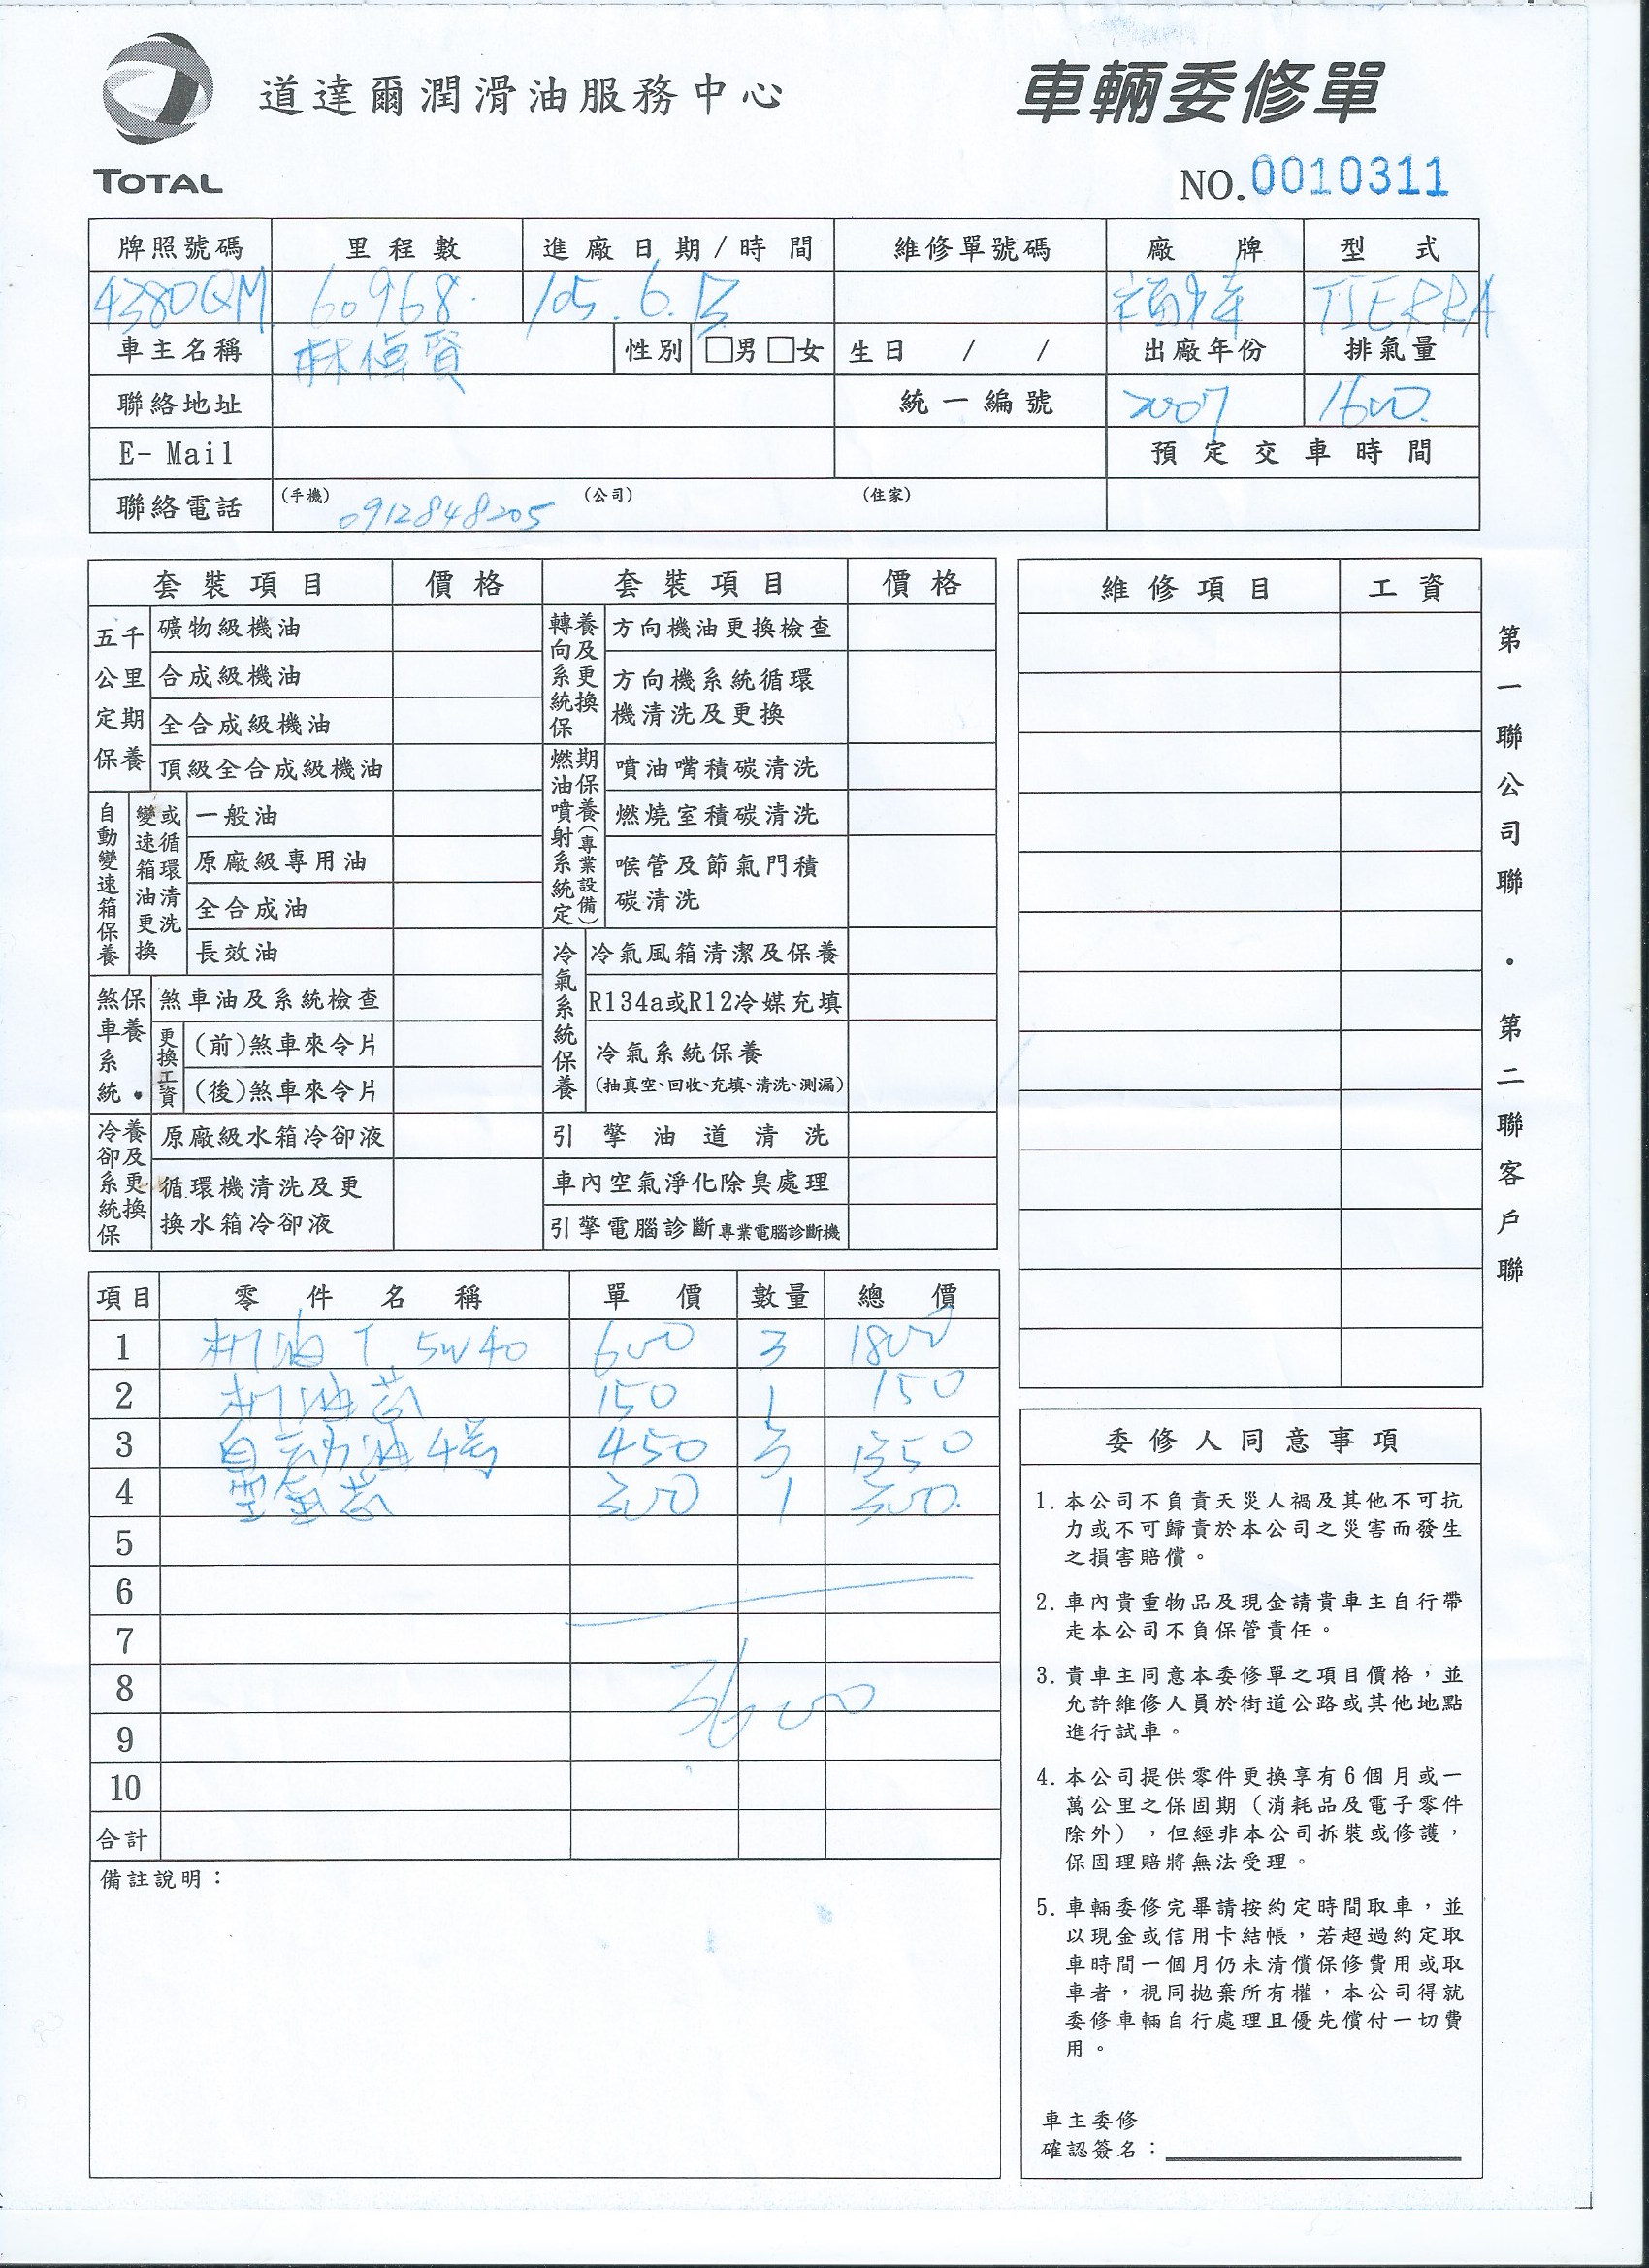 道達爾潤滑油服務中心
車輛委修單
TOTAL
NO.0010311
牌照號碼 里程數 進廠日期/時間 維修單號碼 廠牌 型式
4380QM 60968. 105.6.13 福特 TIERRA
車主名稱 林偉賢 性別 □男□女 生日 / / 出廠年份 排氣量
聯絡地址 統一編號 2007 1600.
E-Mail 預定交車時間
聯絡電話 (手機) 0912848205 (公司) (住家)
套裝項目 價格
五千公里定期保養
礦物級機油
合成級機油
全合成級機油
頂級全合成級機油
自動變速箱保養
變速箱油更換或循環清洗
一般油
原廠級專用油
全合成油
長效油
煞車系統・保養
煞車油及系統檢查
更換工資
(前)煞車來令片
(後)煞車來令片
冷卻系統保養及更換
原廠級水箱冷卻液
循環機清洗及更
換水箱冷卻液
套裝項目 價格
轉向系統保養及更換
方向機油更換檢查
方向機系統循環
機清洗及更換
燃油噴射系統定期保養(專業設備)
噴油嘴積碳清洗
燃燒室積碳清洗
喉管及節氣門積
碳清洗
冷氣系統保養
冷氣風箱清潔及保養
R134a或R12冷媒充填
冷氣系統保養
(抽真空、回收、充填、清洗、測漏)
引擎油道清洗
車內空氣淨化除臭處理
引擎電腦診斷專業電腦診斷機
維修項目 工資
第一聯公司聯．第二聯客戶聯
項目 零件名稱 單價 數量 總價
1 机油 T 5W40 600 3 1800
2 机油芯 150 1 150
3 自动油4号 450 3 1350
4 空氣芯 300 1 300.
5
6
7
8 3600
9
10
合計
備註說明：
委修人同意事項
1. 本公司不負責天災人禍及其他不可抗
力或不可歸責於本公司之災害而發生
之損害賠償。
2. 車內貴重物品及現金請貴車主自行帶
走本公司不負保管責任。
3. 貴車主同意本委修單之項目價格，並
允許維修人員於街道公路或其他地點
進行試車。
4. 本公司提供零件更換享有6個月或一
萬公里之保固期（消耗品及電子零件
除外），但經非本公司拆裝或修護，
保固理賠將無法受理。
5. 車輛委修完畢請按約定時間取車，並
以現金或信用卡結帳，若超過約定取
車時間一個月仍未清償保修費用或取
車者，視同拋棄所有權，本公司得就
委修車輛自行處理且優先償付一切費
用。
車主委修
確認簽名：